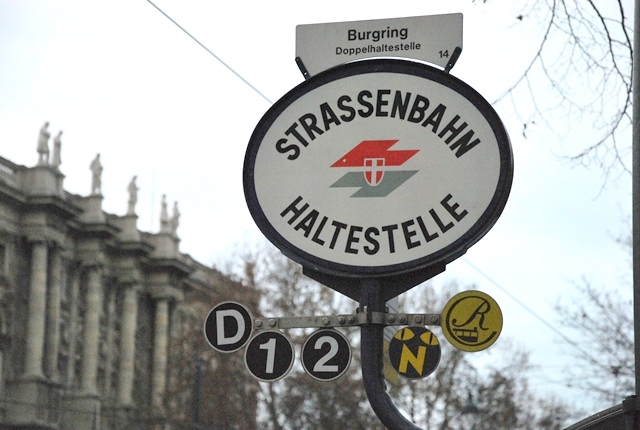 Burgring
Doppelhaltestelle
14
STRASSENBAHN
HALTESTELLE
D
1
2
N
R